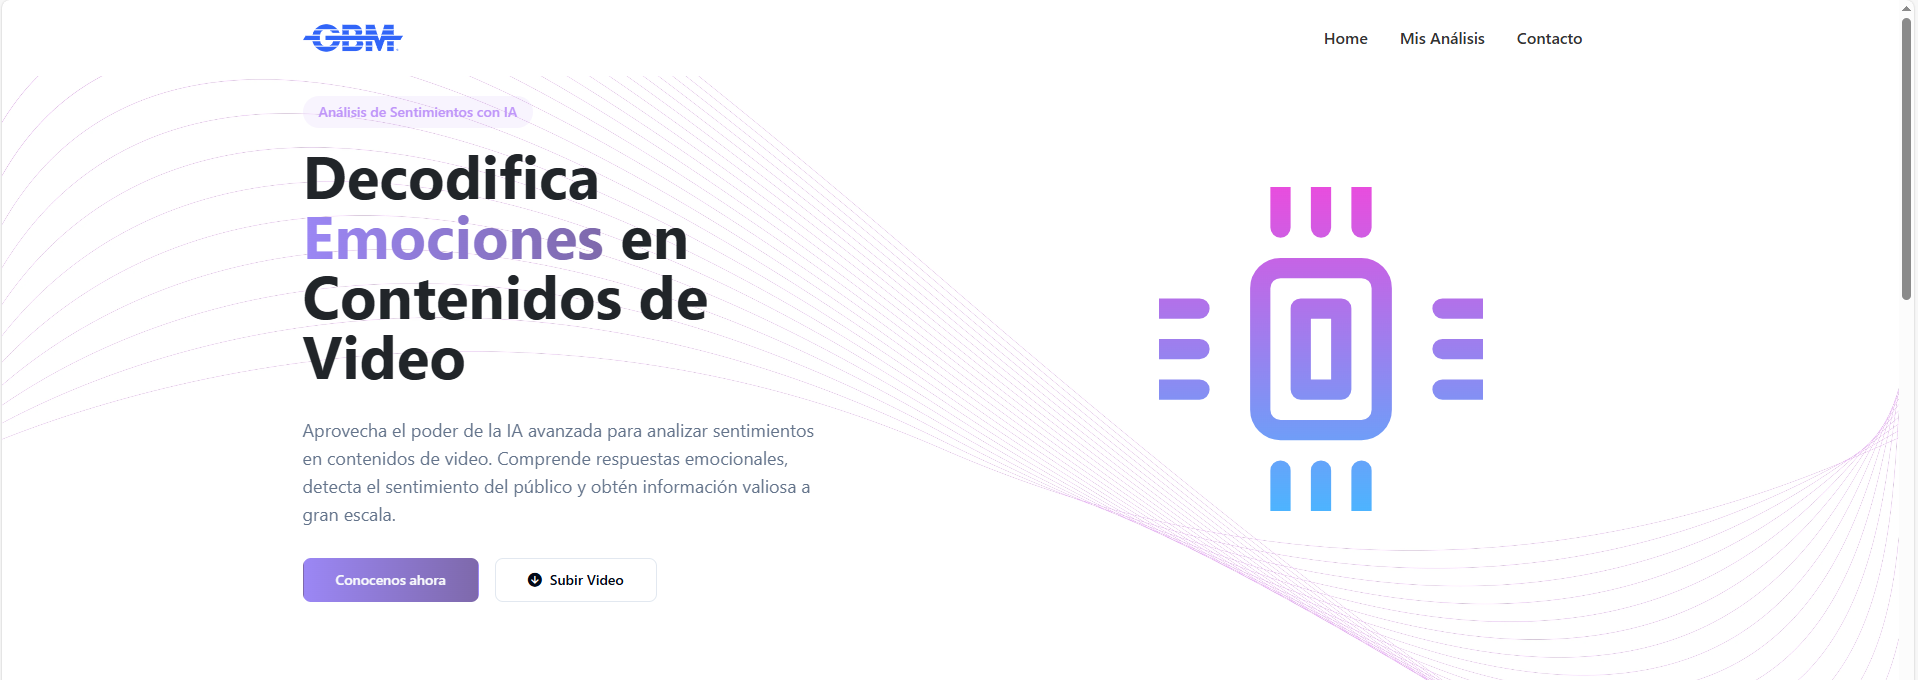 GBM
Home Mis Análisis Contacto
Análisis de Sentimientos con IA
Decodifica
Emociones en
Contenidos de
Video
Aprovecha el poder de la IA avanzada para analizar sentimientos
en contenidos de video. Comprende respuestas emocionales,
detecta el sentimiento del público y obtén información valiosa a
gran escala.
Conocenos ahora
Subir Video